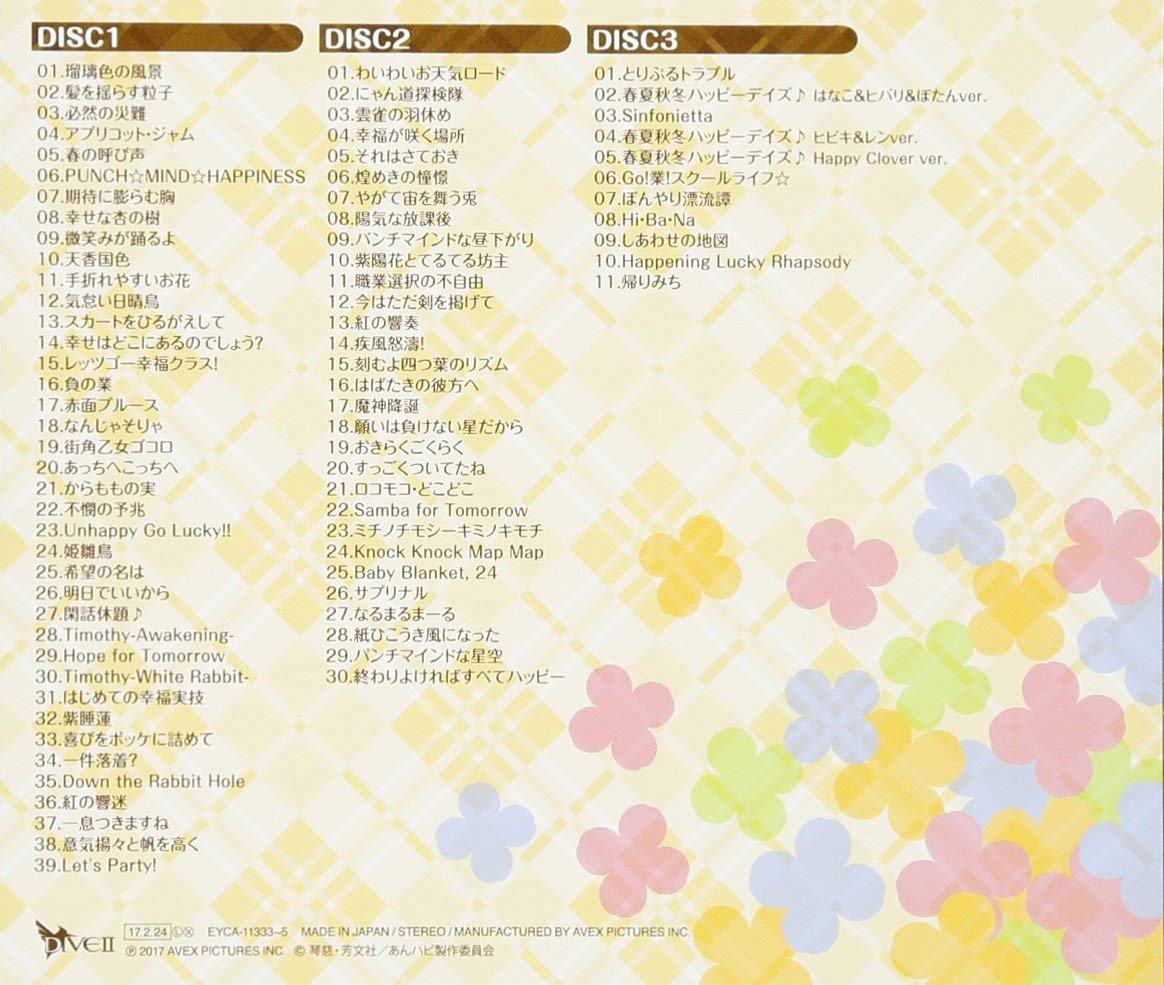 DISC1
01.瑠璃色の風景
02.髪を揺らす粒子
03.必然の災難
04.アプリコット・ジャム
05.春の呼び声
06.PUNCH☆MIND☆HAPPINESS
07.期待に膨らむ胸
08.幸せな杏の樹
09.微笑みが踊るよ
10.天香国色
11.手折れやすいお花
12.気怠い日晴鳥
13.スカートをひるがえして
14.幸せはどこにあるのでしょう?
15.レッツゴー幸福クラス!
16.負の業
17.赤面ブルース
18.なんじゃそりゃ
19.街角乙女ゴコロ
20.あっちへこっちへ
21.からももの実
22.不憫の予兆
23.Unhappy Go Lucky!!
24.姫雛鳥
25.希望の名は
26.明日でいいから
27.閑話休題♪
28.Timothy-Awakening-
29.Hope for Tomorrow
30.Timothy-White Rabbit-
31.はじめての幸福実技
32.紫睡蓮
33.喜びをポッケに詰めて
34.一件落着?
35.Down the Rabbit Hole
36.紅の響迷
37.一息つきますね
38.意気揚々と帆を高く
39.Let's Party!
DISC2
01.わいわいお天気ロード
02.にゃん道探検隊
03.雲雀の羽休め
04.幸福が咲く場所
05.それはさておき
06.煌めきの憧憬
07.やがて宙を舞う兎
08.陽気な放課後
09.パンチマインドな昼下がり
10.紫陽花とてるてる坊主
11.職業選択の不自由
12.今はただ剣を掲げて
13.紅の響奏
14.疾風怒濤!
15.刻むよ四つ葉のリズム
16.はばたきの彼方へ
17.魔神降誕
18.願いは負けない星だから
19.おきらくごくらく
20.すっごくついてたね
21.ロコモコ・どこどこ
22.Samba for Tomorrow
23.ミチノチモシーキミノキモチ
24.Knock Knock Map Map
25.Baby Blanket, 24
26.サプリナル
27.なるまるまーる
28.紙ひこうき風になった
29.パンチマインドな星空
30.終わりよければすべてハッピー
DISC3
01.とりぷるトラブル
02.春夏秋冬ハッピーデイズ♪ はなこ&ヒバリ&ぼたんver.
03.Sinfonietta
04.春夏秋冬ハッピーデイズ♪ ヒビキ&レンver.
05.春夏秋冬ハッピーデイズ♪ Happy Clover ver.
06.Go!業!スクールライフ☆
07.ぼんやり漂流譚
08.Hi・Ba・Na
09.しあわせの地図
10.Happening Lucky Rhapsody
11.帰りみち
DIVEII
17.2.24 ⓁⓍ EYCA-11333~5 MADE IN JAPAN / STEREO / MANUFACTURED BY AVEX PICTURES INC.
℗ 2017 AVEX PICTURES INC. © 琴慈・芳文社／あんハピ製作委員会